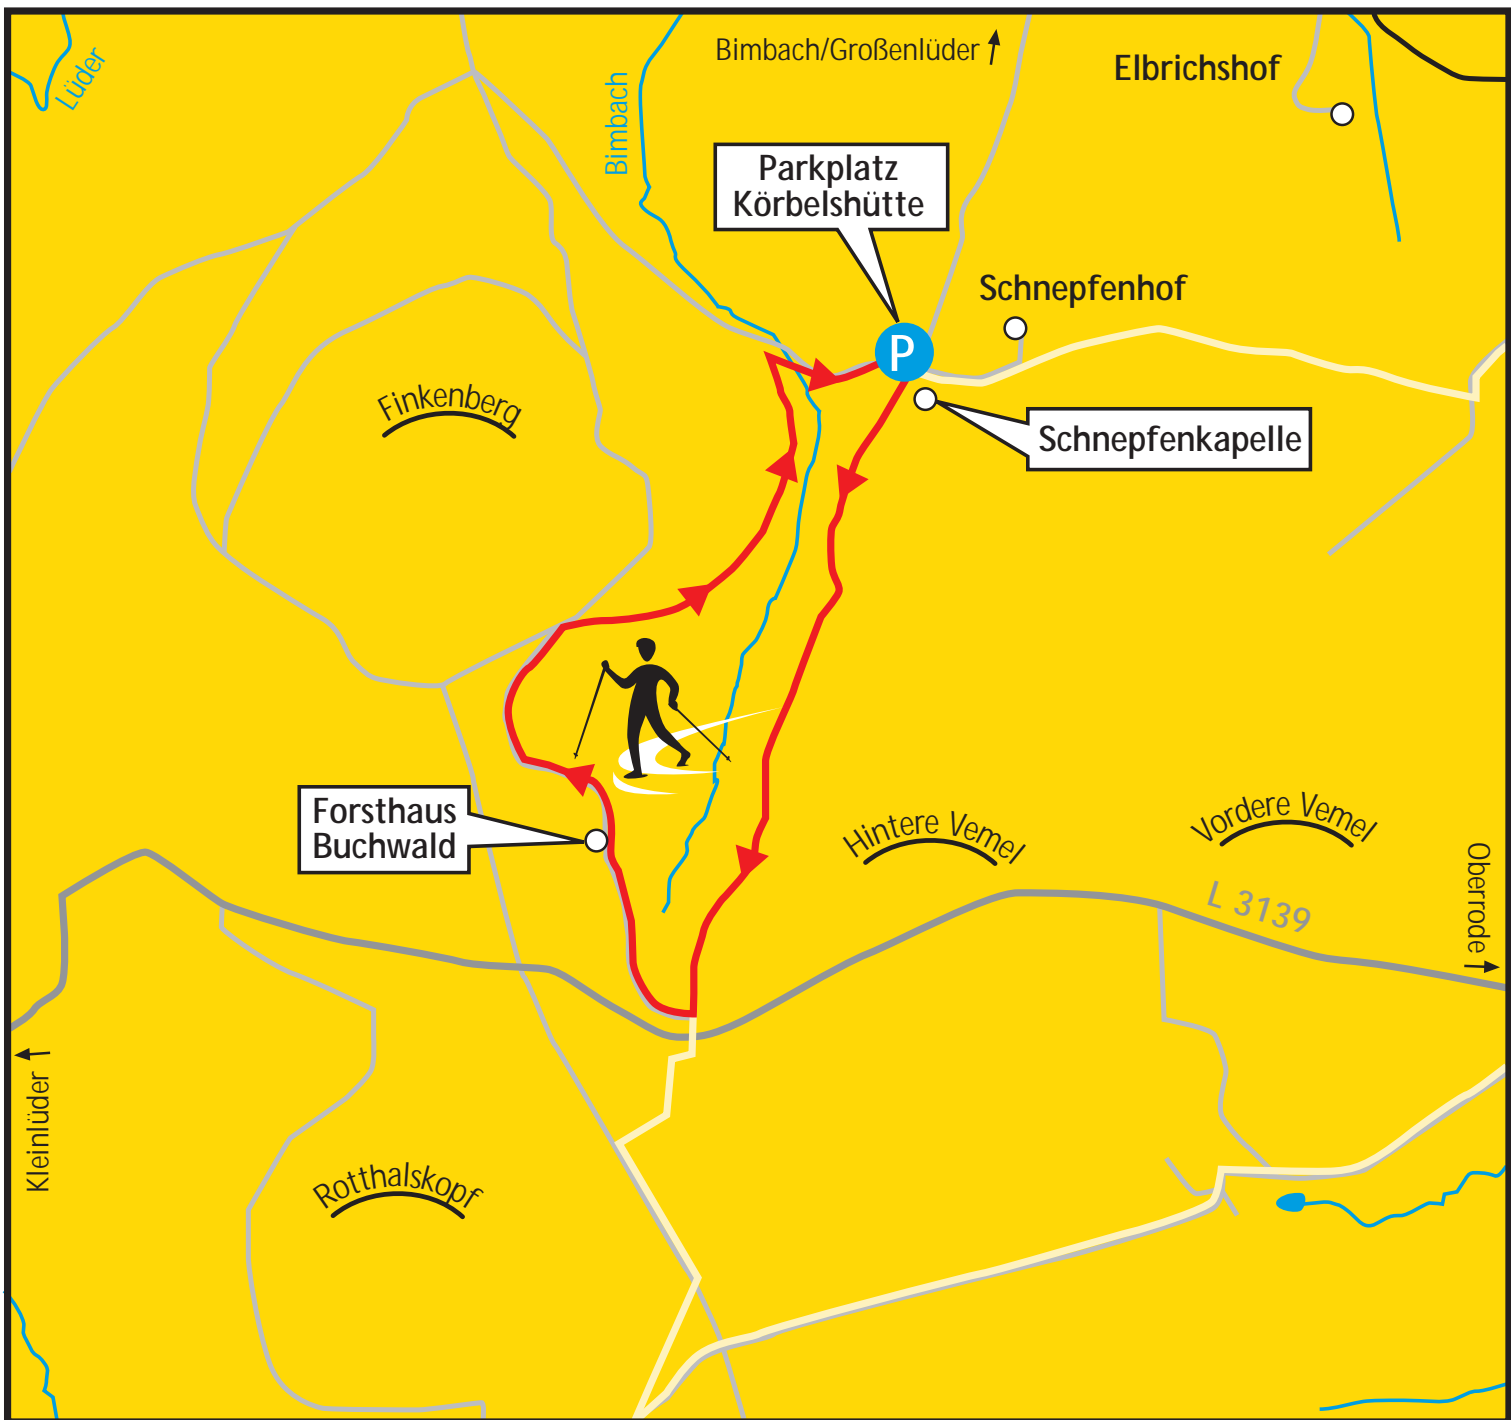 Lüder
Bimbach
Bimbach/Großenlüder
Elbrichshof
Parkplatz
Körbelshütte
P
Schnepfenhof
Schnepfenkapelle
Finkenberg
Forsthaus
Buchwald
Hintere Vemel
Vordere Vemel
L 3139
Oberrode
Kleinlüder
Rotthalskopf